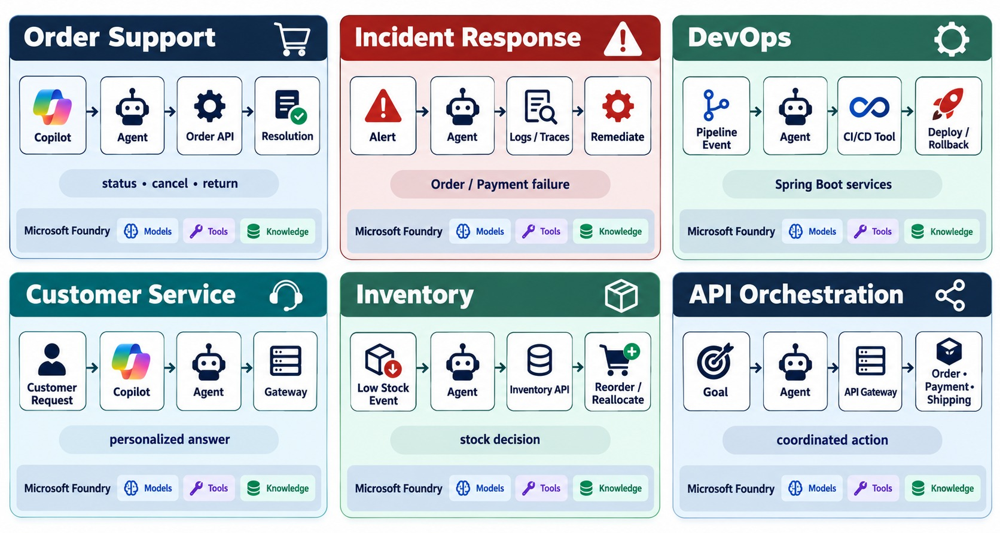 Order Support
Copilot
Agent
Order API
Resolution
status • cancel • return
Microsoft Foundry
Models
Tools
Knowledge
Incident Response
Alert
Agent
Logs / Traces
Remediate
Order / Payment failure
Microsoft Foundry
Models
Tools
Knowledge
DevOps
Pipeline
Event
Agent
CI/CD Tool
Deploy /
Rollback
Spring Boot services
Microsoft Foundry
Models
Tools
Knowledge
Customer Service
Customer
Request
Copilot
Agent
Gateway
personalized answer
Microsoft Foundry
Models
Tools
Knowledge
Inventory
Low Stock
Event
Agent
Inventory API
Reorder /
Reallocate
stock decision
Microsoft Foundry
Models
Tools
Knowledge
API Orchestration
Goal
Agent
API Gateway
Order •
Payment •
Shipping
coordinated action
Microsoft Foundry
Models
Tools
Knowledge